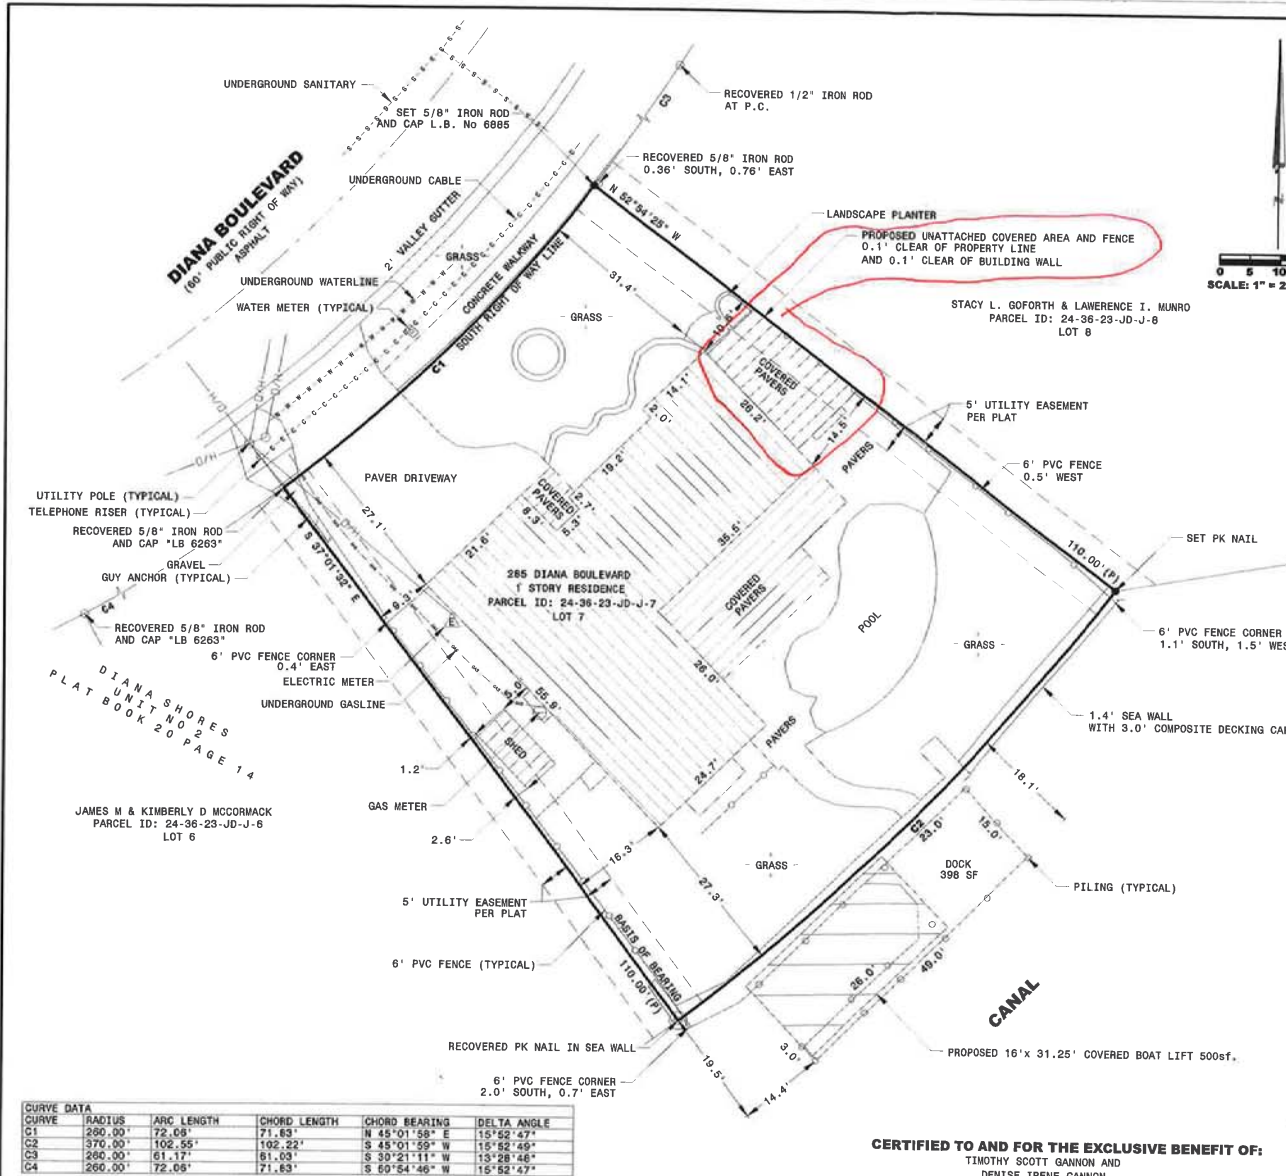 UNDERGROUND SANITARY
SET 5/8" IRON ROD
AND CAP L.B. No 6885
RECOVERED 1/2" IRON ROD
AT P.C.
C3
RECOVERED 5/8" IRON ROD
0.36' SOUTH, 0.76' EAST
DIANA BOULEVARD
(60' PUBLIC RIGHT OF WAY)
ASPHALT
UNDERGROUND CABLE
2' VALLEY GUTTER
N 52°54'25" W
LANDSCAPE PLANTER
PROPOSED UNATTACHED COVERED AREA AND FENCE
0.1' CLEAR OF PROPERTY LINE
AND 0.1' CLEAR OF BUILDING WALL
GRASS
CONCRETE WALKWAY
SOUTH RIGHT OF WAY LINE
UNDERGROUND WATERLINE
WATER METER (TYPICAL)
31.4'
GRASS
C1
0 5 10
SCALE: 1" = 2
STACY L. GOFORTH & LAWERENCE I. MUNRO
PARCEL ID: 24-36-23-JD-J-8
LOT 8
COVERED
PAVERS
26.2'
14.5'
14.1'
2.0'
O/H
O/H
O/H
O/H
5' UTILITY EASEMENT
PER PLAT
PAVERS
6' PVC FENCE
0.5' WEST
PAVER DRIVEWAY
19.2'
COVERED
PAVERS
2.7'
8.3'
5.3'
21.6'
27.1'
UTILITY POLE (TYPICAL)
TELEPHONE RISER (TYPICAL)
RECOVERED 5/8" IRON ROD
AND CAP "LB 6263"
GRAVEL
GUY ANCHOR (TYPICAL)
S 37°01'32" E
35.5'
110.00'(P)
SET PK NAIL
285 DIANA BOULEVARD
1 STORY RESIDENCE
PARCEL ID: 24-36-23-JD-J-7
LOT 7
COVERED
PAVERS
POOL
GRASS
C4
RECOVERED 5/8" IRON ROD
AND CAP "LB 6263"
9.3'
E
6' PVC FENCE CORNER
0.4' EAST
ELECTRIC METER
UNDERGROUND GASLINE
6' PVC FENCE CORNER
1.1' SOUTH, 1.5' WES
DIANA SHORES
UNIT NO 2
PLAT BOOK 20 PAGE 14
26.0'
55.9'
SHED
PAVERS
24.7'
1.4' SEA WALL
WITH 3.0' COMPOSITE DECKING CA
1.2'
GAS METER
18.1'
JAMES M & KIMBERLY D MCCORMACK
PARCEL ID: 24-36-23-JD-J-6
LOT 6
2.6'
16.3'
C2
23.0'
15.0'
GRASS
DOCK
398 SF
27.3'
PILING (TYPICAL)
5' UTILITY EASEMENT
PER PLAT
6' PVC FENCE (TYPICAL)
BASIS OF BEARING
110.00'(P)
26.0'
49.0'
CANAL
RECOVERED PK NAIL IN SEA WALL
3.0'
PROPOSED 16'x 31.25' COVERED BOAT LIFT 500sf.
6' PVC FENCE CORNER
2.0' SOUTH, 0.7' EAST
19.5'
14.4'
CURVE DATA
CURVE RADIUS ARC LENGTH CHORD LENGTH CHORD BEARING DELTA ANGLE
C1 260.00' 72.06' 71.83' N 45°01'58" E 15°52'47"
C2 370.00' 102.55' 102.22' S 45°01'59" W 15°52'49"
C3 260.00' 61.17' 61.03' S 30°21'11" W 13°28'46"
C4 260.00' 72.06' 71.83' S 60°54'46" W 15°52'47"
CERTIFIED TO AND FOR THE EXCLUSIVE BENEFIT OF:
TIMOTHY SCOTT GANNON AND
DENISE IRENE GANNON